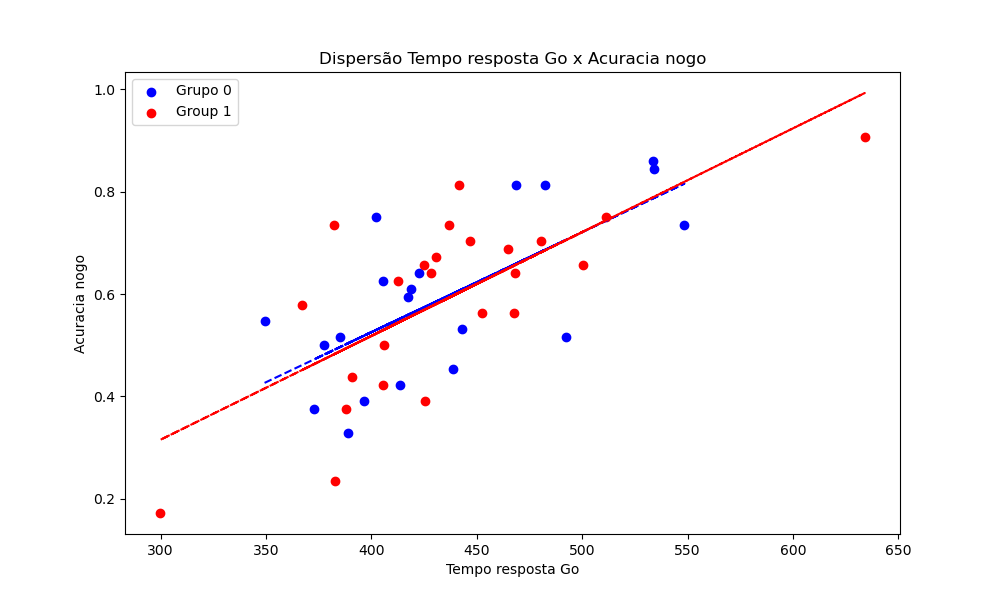 Dispersão Tempo resposta Go x Acuracia nogo
Grupo 0
Group 1
1.0
0.8
0.6
0.4
0.2
Acuracia nogo
300 350 400 450 500 550 600 650
Tempo resposta Go